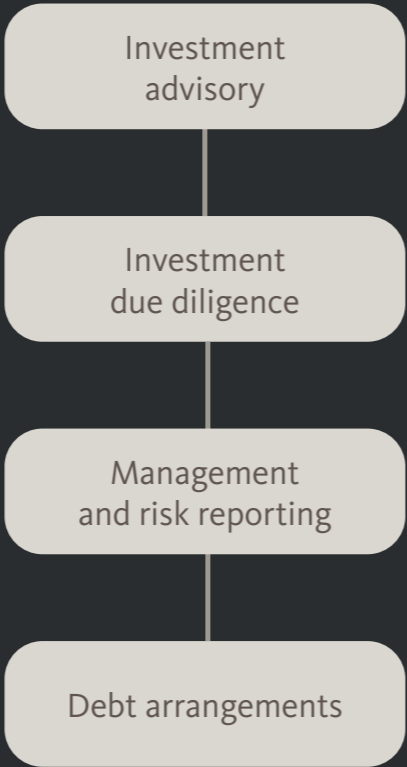 Investment
advisory
Investment
due diligence
Management
and risk reporting
Debt arrangements